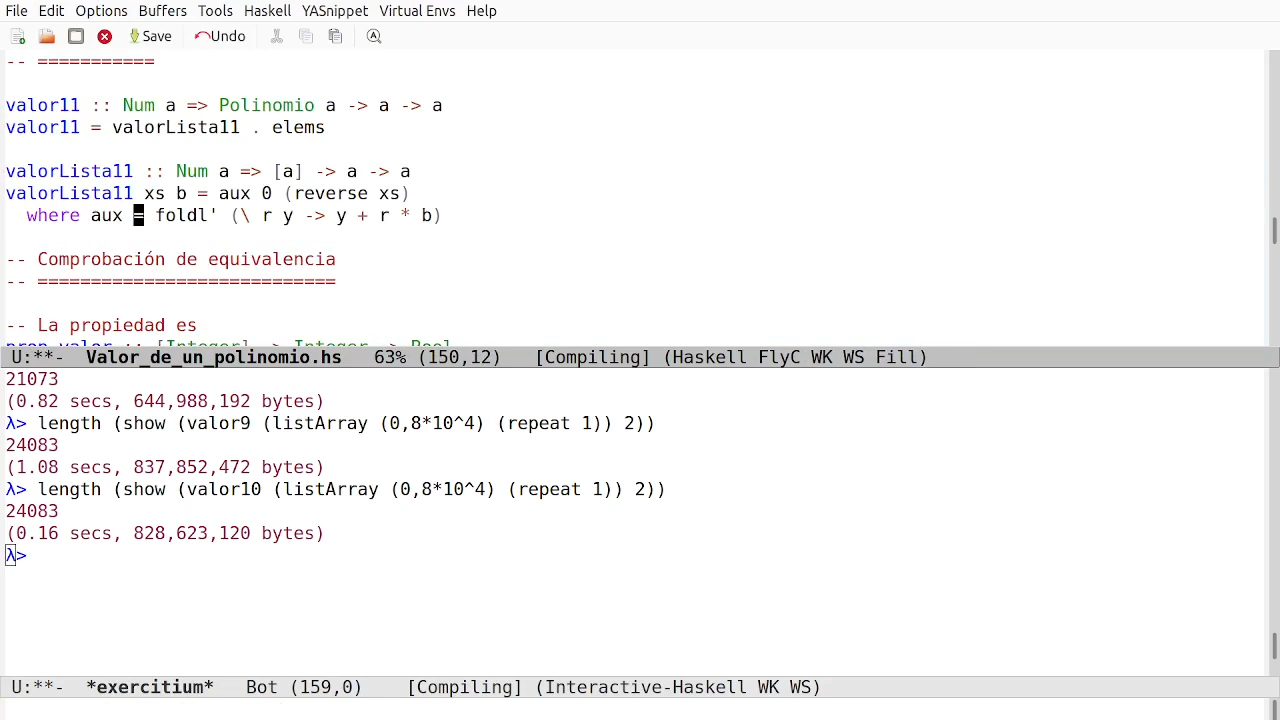 File Edit Options Buffers Tools Haskell YASnippet Virtual Envs Help
Save Undo
-- ===========
valor11 :: Num a => Polinomio a -> a -> a
valor11 = valorLista11 . elems
valorLista11 :: Num a => [a] -> a -> a
valorLista11 xs b = aux 0 (reverse xs)
where aux = foldl' (\ r y -> y + r * b)
-- Comprobación de equivalencia
-- ============================
-- La propiedad es
prop_valor :: [Integer] -> Integer -> Bool
U:**- Valor_de_un_polinomio.hs 63% (150,12) [Compiling] (Haskell FlyC WK WS Fill)
21073
(0.82 secs, 644,988,192 bytes)
λ> length (show (valor9 (listArray (0,8*10^4) (repeat 1)) 2))
24083
(1.08 secs, 837,852,472 bytes)
λ> length (show (valor10 (listArray (0,8*10^4) (repeat 1)) 2))
24083
(0.16 secs, 828,623,120 bytes)
λ>
U:**- *exercitium* Bot (159,0) [Compiling] (Interactive-Haskell WK WS)